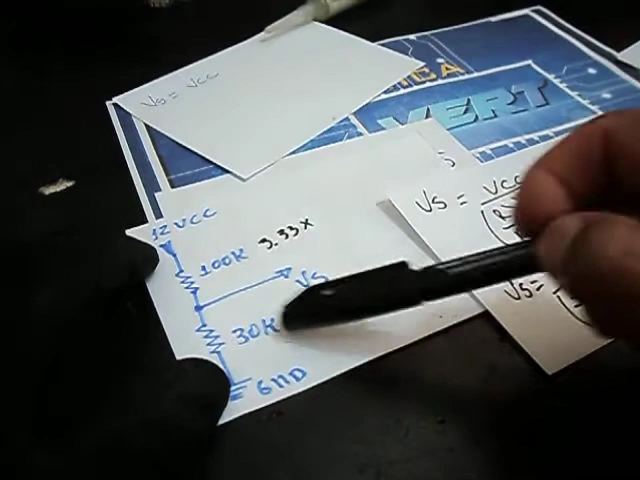 Vs = VCC
ICA
VERT
Vs = VCC
12 VCC
100K 3.33x
Vs
30K
GND
Vs =